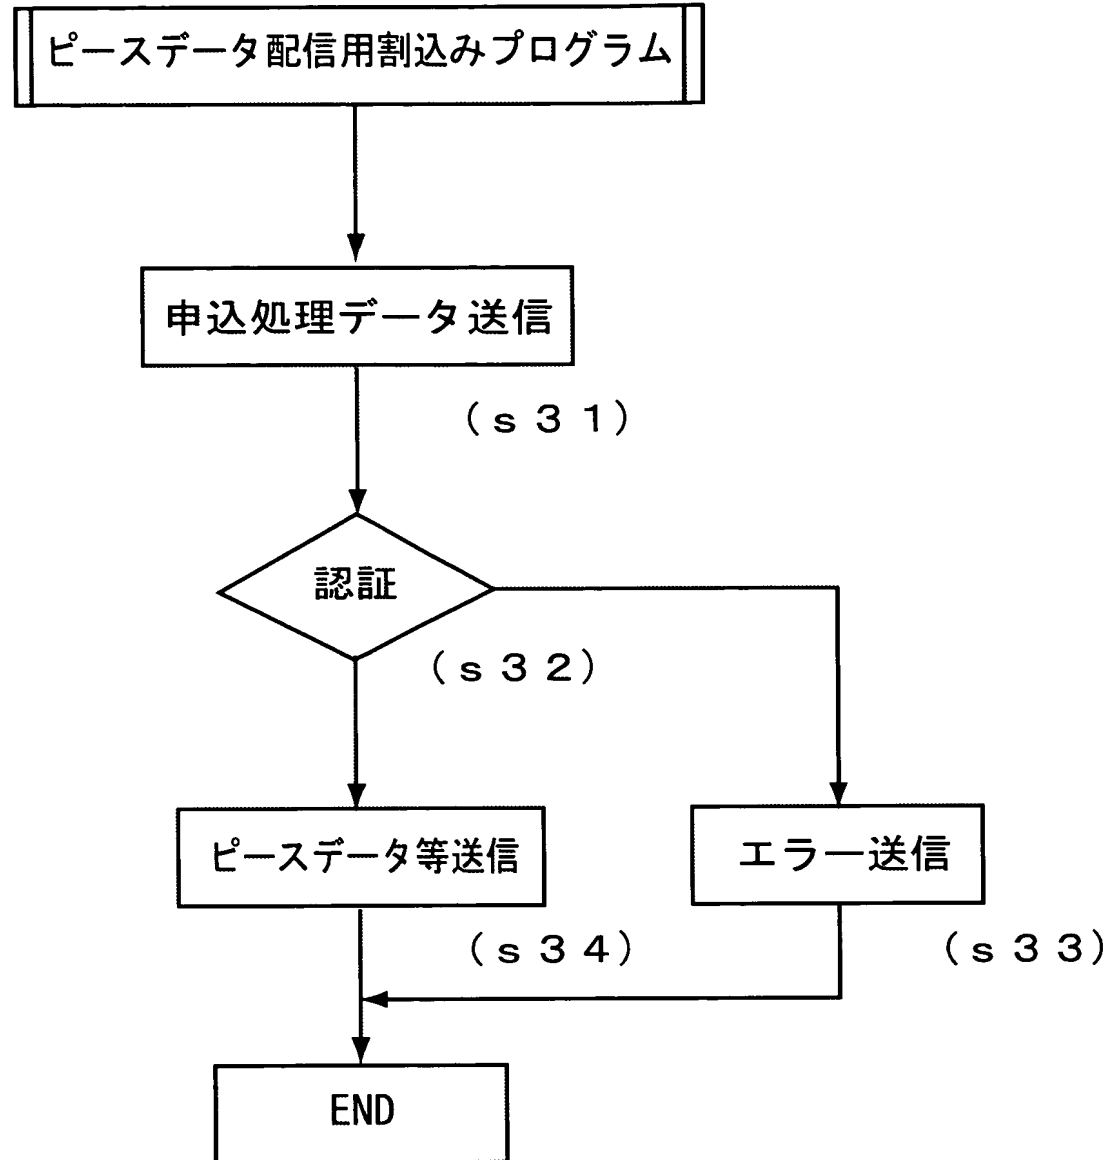 ピースデータ配信用割込みプログラム
申込処理データ送信
（ｓ３１）
認証
（ｓ３２）
ピースデータ等送信
エラー送信
（ｓ３４）
（ｓ３３）
END